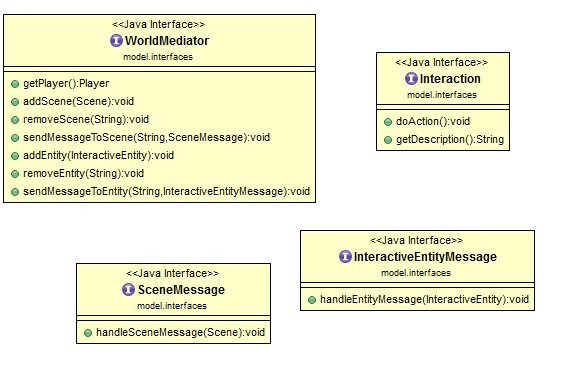 <<Java Interface>>
I WorldMediator
model.interfaces
getPlayer():Player
addScene(Scene):void
removeScene(String):void
sendMessageToScene(String,SceneMessage):void
addEntity(InteractiveEntity):void
removeEntity(String):void
sendMessageToEntity(String,InteractiveEntityMessage):void
<<Java Interface>>
I Interaction
model.interfaces
doAction():void
getDescription():String
<<Java Interface>>
I SceneMessage
model.interfaces
handleSceneMessage(Scene):void
<<Java Interface>>
I InteractiveEntityMessage
model.interfaces
handleEntityMessage(InteractiveEntity):void